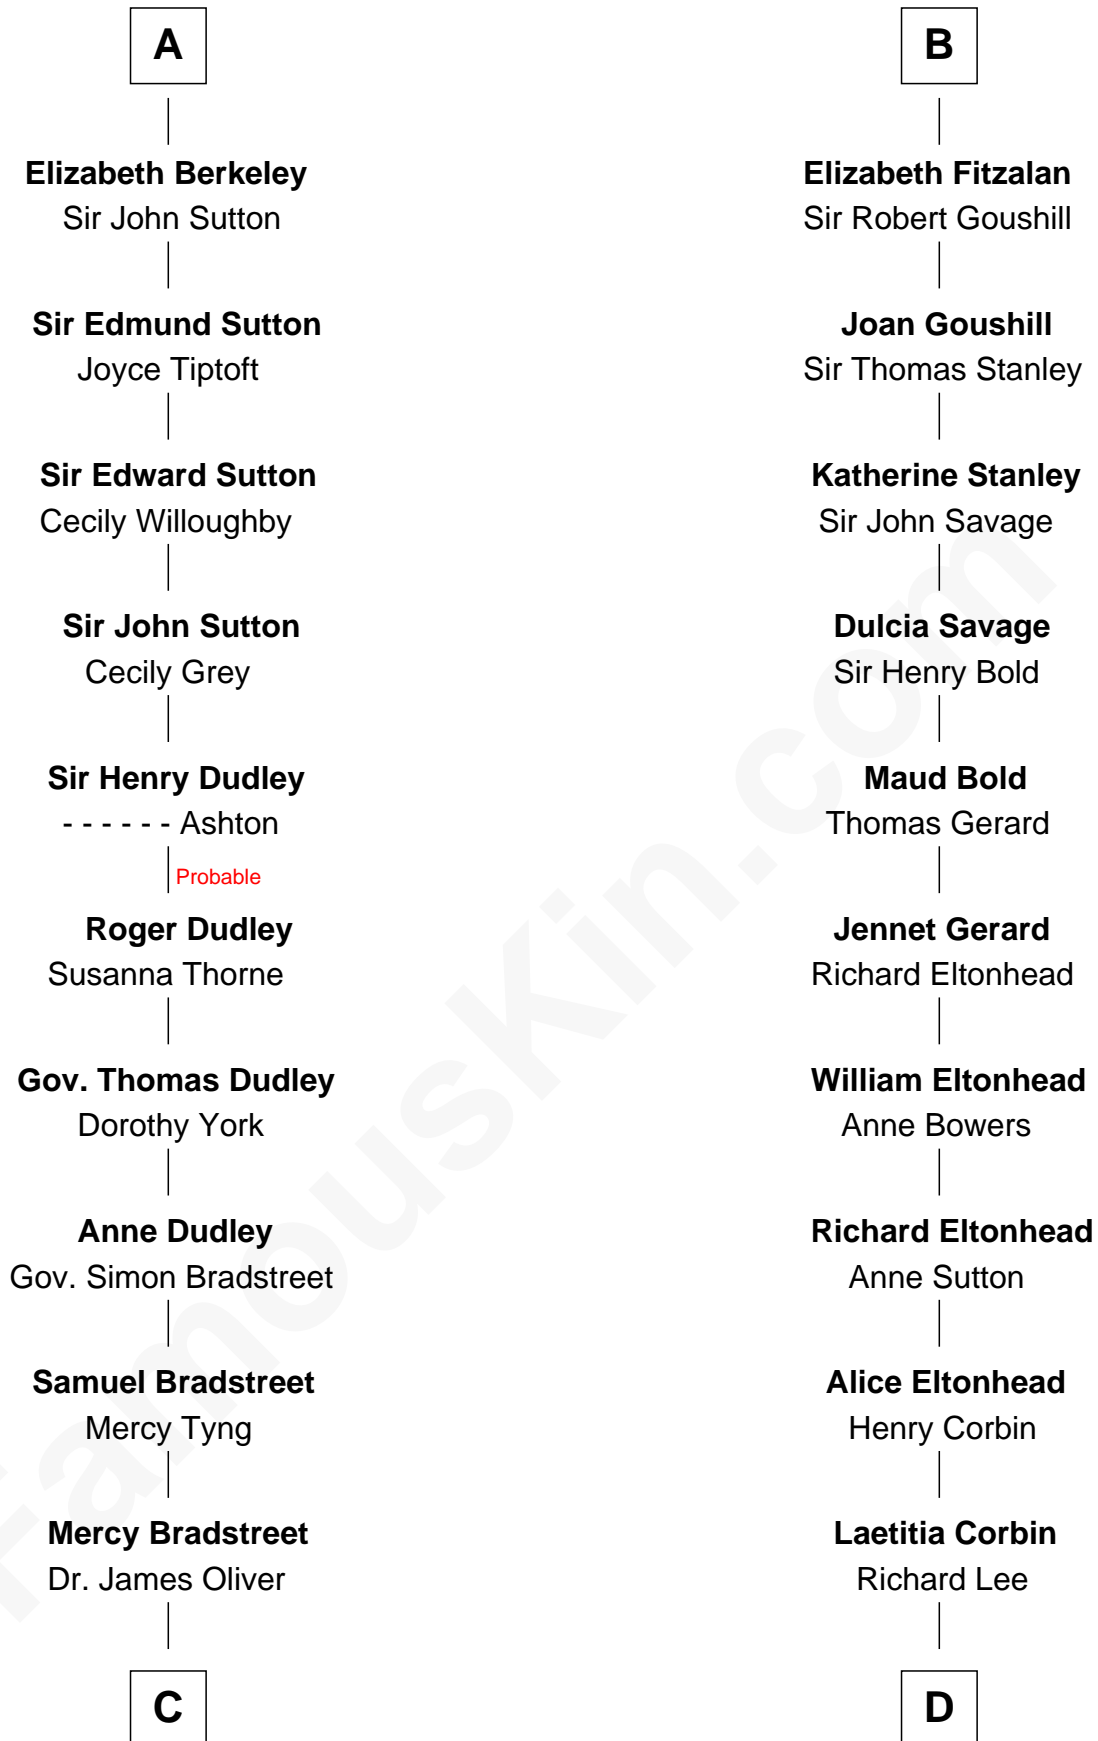 A
Elizabeth Berkeley
Sir John Sutton
Sir Edmund Sutton
Joyce Tiptoft
Sir Edward Sutton
Cecily Willoughby
Sir John Sutton
Cecily Grey
Sir Henry Dudley
- - - - - - Ashton
Probable
Roger Dudley
Susanna Thorne
Gov. Thomas Dudley
Dorothy York
Anne Dudley
Gov. Simon Bradstreet
Samuel Bradstreet
Mercy Tyng
Mercy Bradstreet
Dr. James Oliver
C
B
Elizabeth Fitzalan
Sir Robert Goushill
Joan Goushill
Sir Thomas Stanley
Katherine Stanley
Sir John Savage
Dulcia Savage
Sir Henry Bold
Maud Bold
Thomas Gerard
Jennet Gerard
Richard Eltonhead
William Eltonhead
Anne Bowers
Richard Eltonhead
Anne Sutton
Alice Eltonhead
Henry Corbin
Laetitia Corbin
Richard Lee
D
FamousKin.com